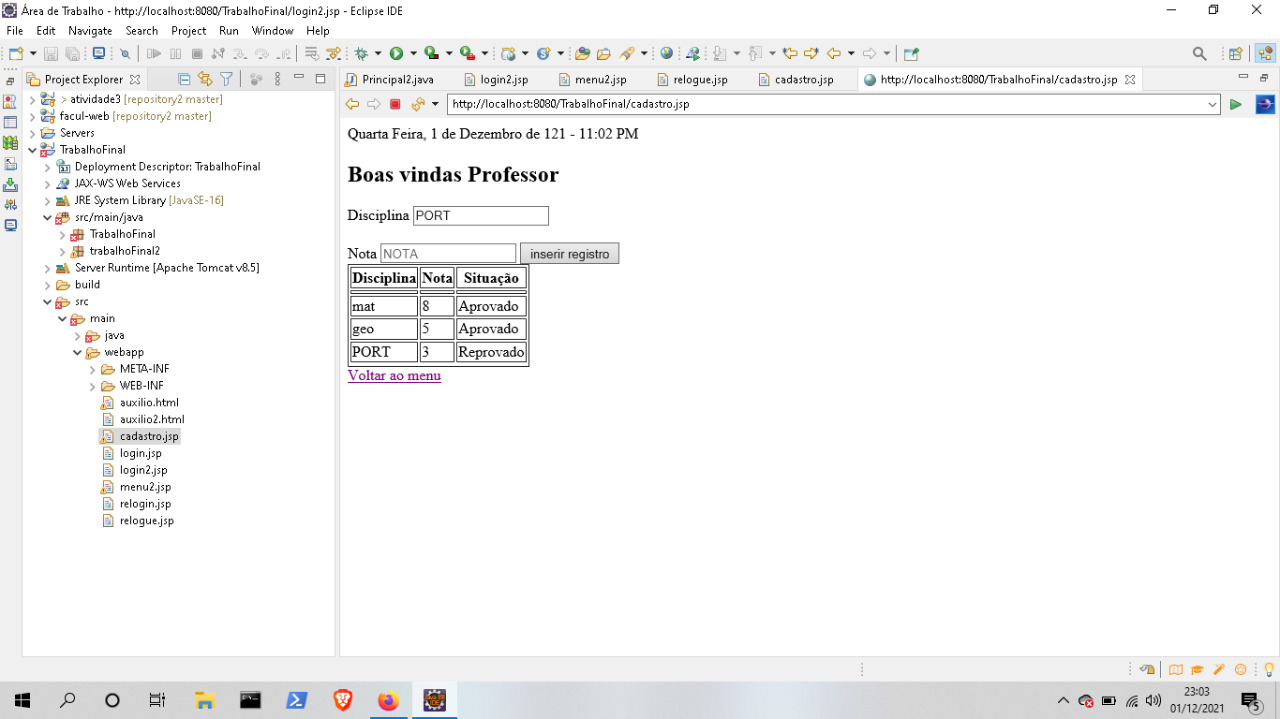 Área de Trabalho - http://localhost:8080/TrabalhoFinal/login2.jsp - Eclipse IDE
File Edit Navigate Search Project Run Window Help
Project Explorer
Principal2.java login2.jsp menu2.jsp relogue.jsp cadastro.jsp http://localhost:8080/TrabalhoFinal/cadastro.jsp
> atividade3 [repository2 master]
facul-web [repository2 master]
Servers
TrabalhoFinal
Deployment Descriptor: TrabalhoFinal
JAX-WS Web Services
JRE System Library [JavaSE-16]
src/main/java
TrabalhoFinal
trabalhoFinal2
Server Runtime [Apache Tomcat v8.5]
build
src
main
java
webapp
META-INF
WEB-INF
auxilio.html
auxilio2.html
cadastro.jsp
login.jsp
login2.jsp
menu2.jsp
relogin.jsp
relogue.jsp
http://localhost:8080/TrabalhoFinal/cadastro.jsp
Quarta Feira, 1 de Dezembro de 121 - 11:02 PM
Boas vindas Professor
Disciplina PORT
Nota NOTA inserir registro
Disciplina Nota Situação
mat 8 Aprovado
geo 5 Aprovado
PORT 3 Reprovado
Voltar ao menu
23:03
01/12/2021
5